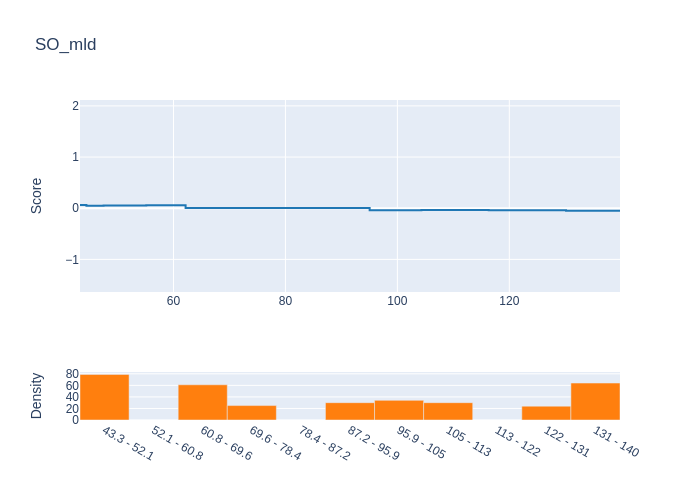 SO_mld
Score
2
1
0
−1
60
80
100
120
Density
80
60
40
20
0
43.3 - 52.1
52.1 - 60.8
60.8 - 69.6
69.6 - 78.4
78.4 - 87.2
87.2 - 95.9
95.9 - 105
105 - 113
113 - 122
122 - 131
131 - 140